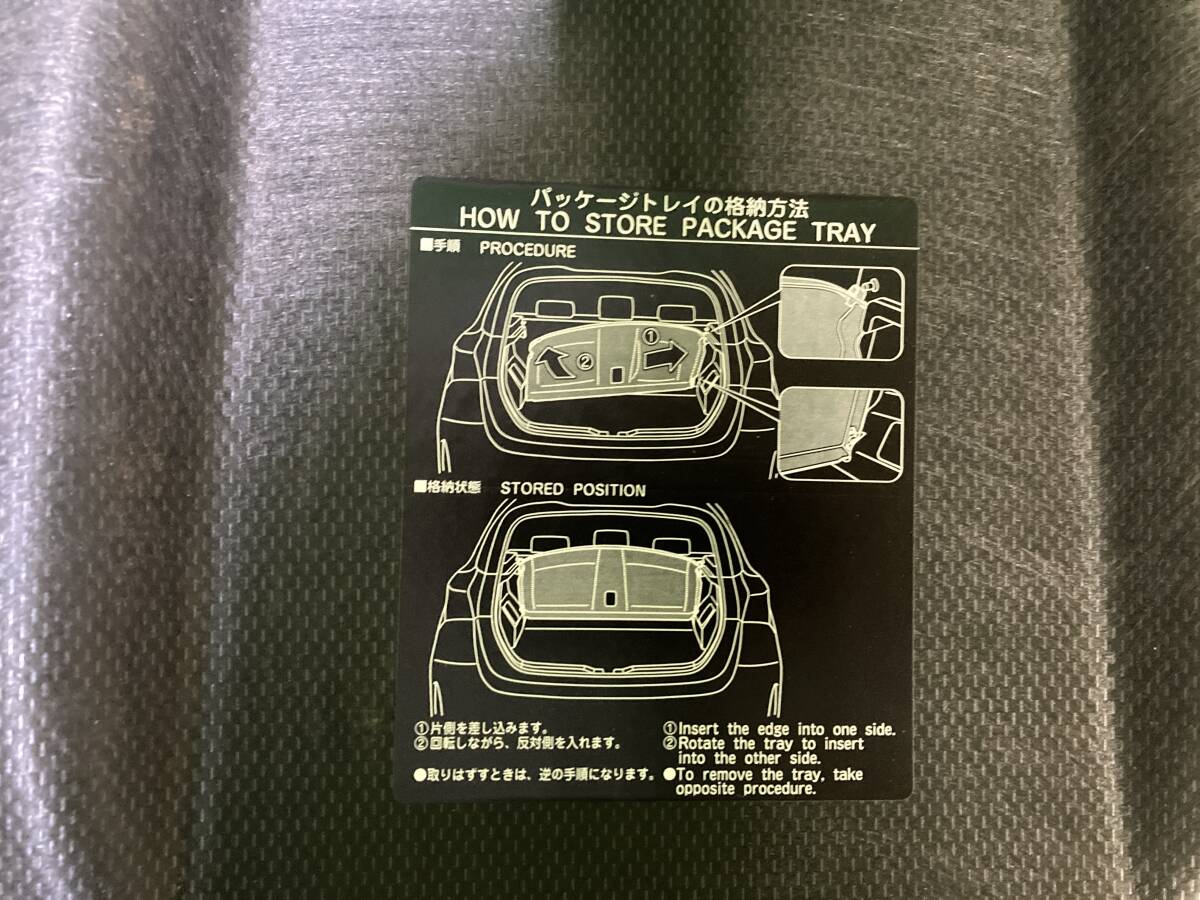 パッケージトレイの格納方法
HOW TO STORE PACKAGE TRAY
■手順 PROCEDURE
①
②
■格納状態 STORED POSITION
①片側を差し込みます。
②回転しながら、反対側を入れます。
●取りはずすときは、逆の手順になります。
①Insert the edge into one side.
②Rotate the tray to insert
into the other side.
●To remove the tray, take
opposite procedure.